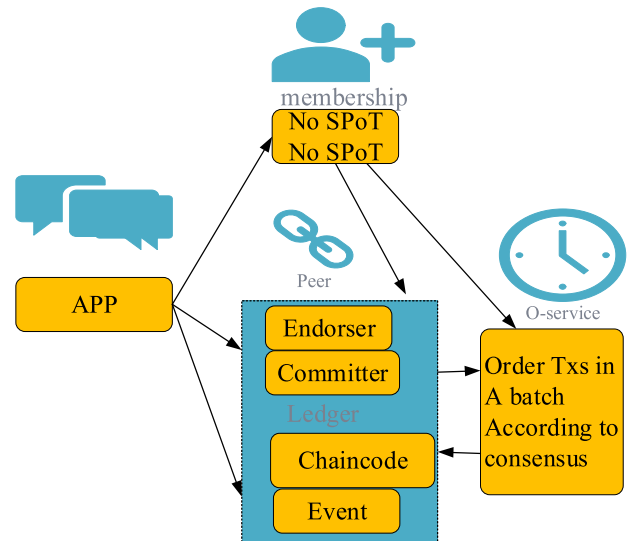 membership
No SPoT
No SPoT
Peer
O-service
APP
Endorser
Committer
Ledger
Chaincode
Event
Order Txs in
A batch
According to
consensus